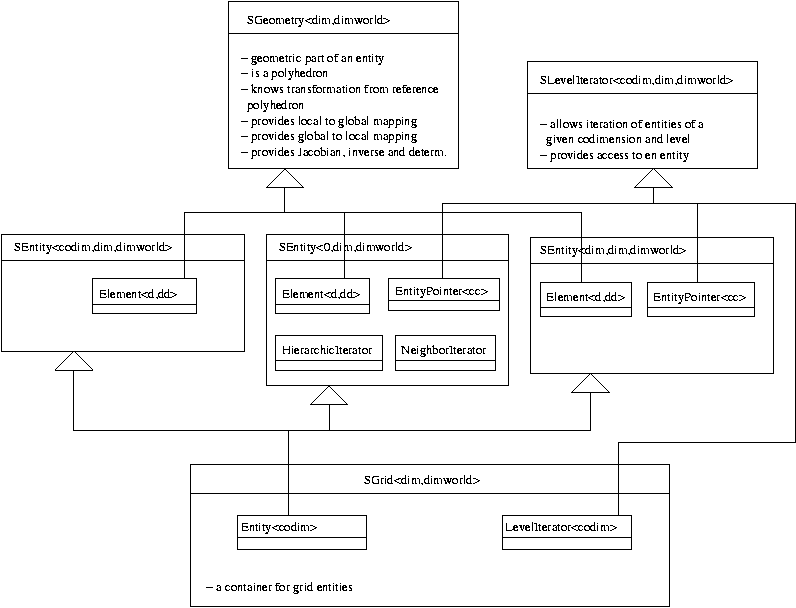 SGeometry<dim,dimworld>
– geometric part of an entity
– is a polyhedron
– knows transformation from reference
polyhedron
– provides local to global mapping
– provides global to local mapping
– provides Jacobian, inverse and determ.
SLevelIterator<codim,dim,dimworld>
– allows iteration of entities of a
given codimension and level
– provides access to en entity
SEntity<codim,dim,dimworld>
Element<d,dd>
SEntity<0,dim,dimworld>
Element<d,dd>
EntityPointer<cc>
HierarchicIterator
NeighborIterator
SEntity<dim,dim,dimworld>
Element<d,dd>
EntityPointer<cc>
SGrid<dim,dimworld>
Entity<codim>
LevelIterator<codim>
– a container for grid entities